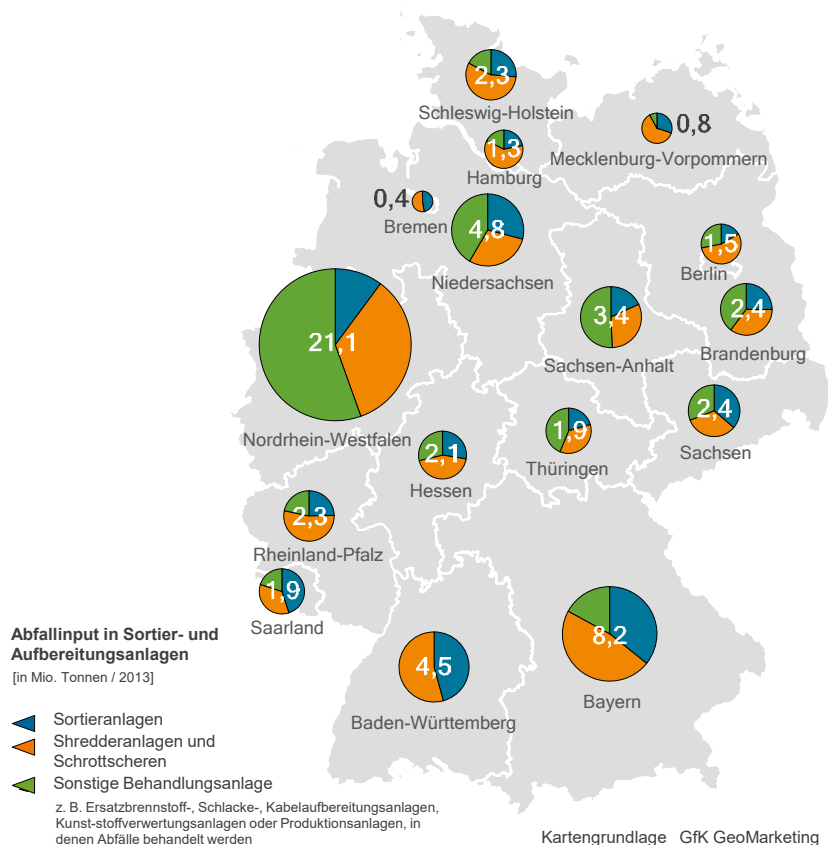 2,3
Schleswig-Holstein
0,8
Mecklenburg-Vorpommern
1,3
Hamburg
0,4
Bremen
4,8
Niedersachsen
1,5
Berlin
21,1
Nordrhein-Westfalen
3,4
Sachsen-Anhalt
2,4
Brandenburg
2,4
Sachsen
2,1
Hessen
1,9
Thüringen
2,3
Rheinland-Pfalz
1,9
Saarland
8,2
Bayern
4,5
Baden-Württemberg
Abfallinput in Sortier- und
Aufbereitungsanlagen
[in Mio. Tonnen / 2013]
Sortieranlagen
Shredderanlagen und
Schrottscheren
Sonstige Behandlungsanlage
z. B. Ersatzbrennstoff-, Schlacke-, Kabelaufbereitungsanlagen,
Kunst-stoffverwertungsanlagen oder Produktionsanlagen, in
denen Abfälle behandelt werden
Kartengrundlage GfK GeoMarketing